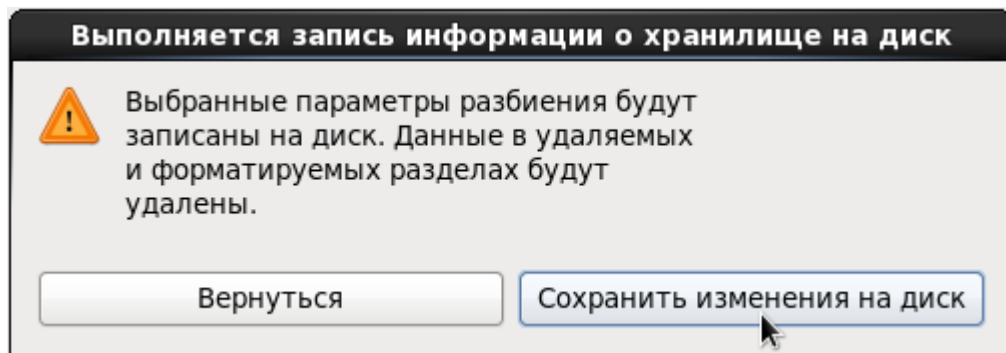 Выполняется запись информации о хранилище на диск
Выбранные параметры разбиения будут
записаны на диск. Данные в удаляемых
и форматируемых разделах будут
удалены.
Вернуться
Сохранить изменения на диск